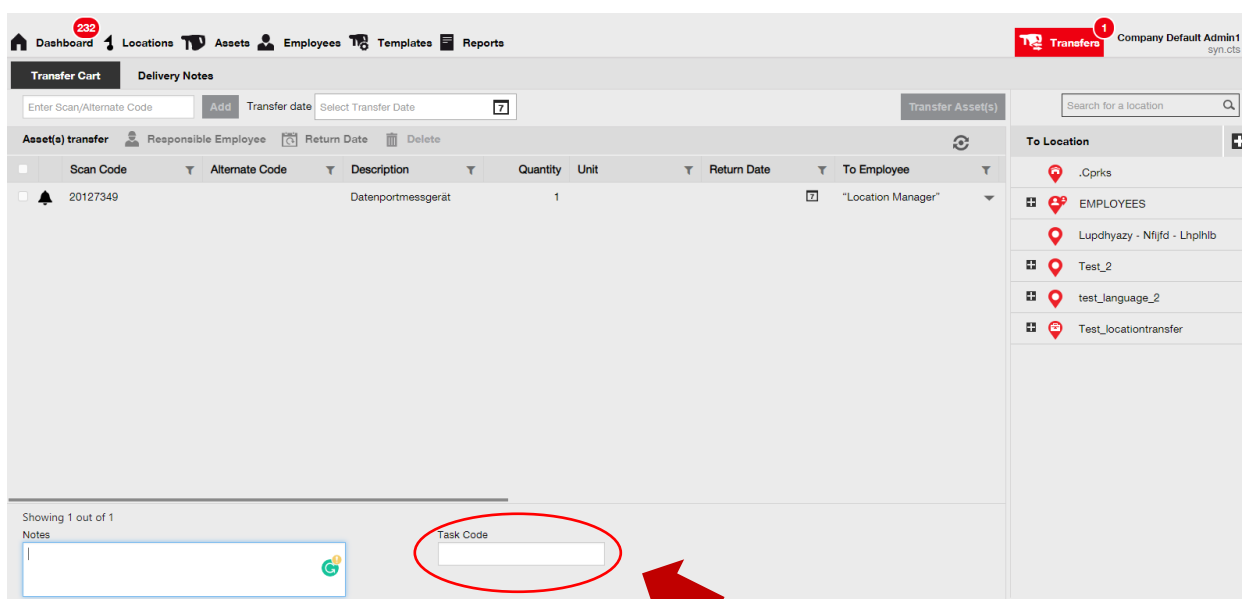 232
Dashboard Locations Assets Employees Templates Reports
1
Transfers
Company Default Admin1
syn.cts
Transfer Cart Delivery Notes
Enter Scan/Alternate Code Add Transfer date Select Transfer Date 7 Transfer Asset(s) Search for a location
Asset(s) transfer Responsible Employee Return Date Delete To Location
Scan Code Alternate Code Description Quantity Unit Return Date To Employee
20127349 Datenportmessgerät 1 7 "Location Manager"
.Cprks
EMPLOYEES
Lupdhyazy - Nfijfd - Lhplhlb
Test_2
test_language_2
Test_locationtransfer
Showing 1 out of 1
Notes Task Code